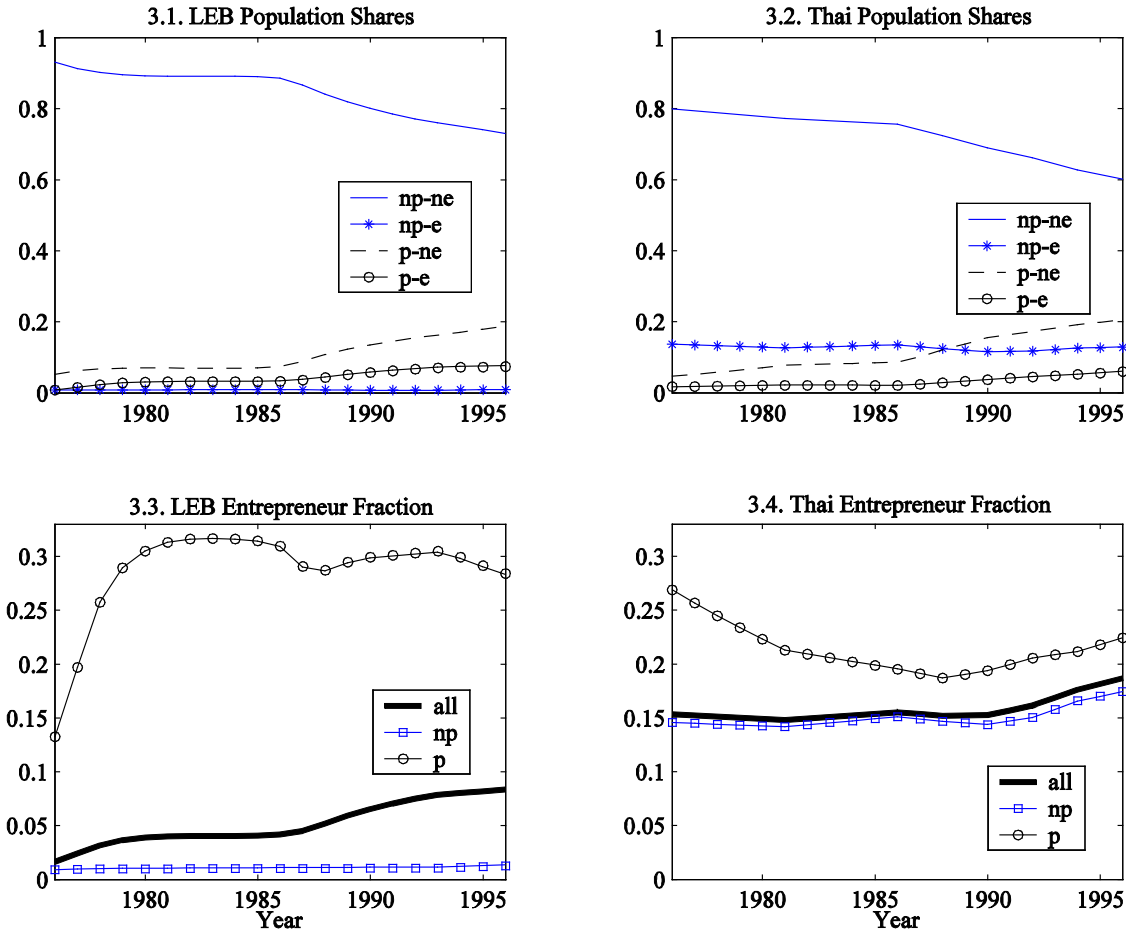 3.1. LEB Population Shares
1
0.8
0.6
0.4
0.2
0
np-ne
np-e
p-ne
p-e
1980
1985
1990
1995
3.2. Thai Population Shares
1
0.8
0.6
0.4
0.2
0
np-ne
np-e
p-ne
p-e
1980
1985
1990
1995
3.3. LEB Entrepreneur Fraction
0.3
0.25
0.2
0.15
0.1
0.05
0
all
np
p
1980
1985
1990
1995
Year
3.4. Thai Entrepreneur Fraction
0.3
0.25
0.2
0.15
0.1
0.05
0
all
np
p
1980
1985
1990
1995
Year